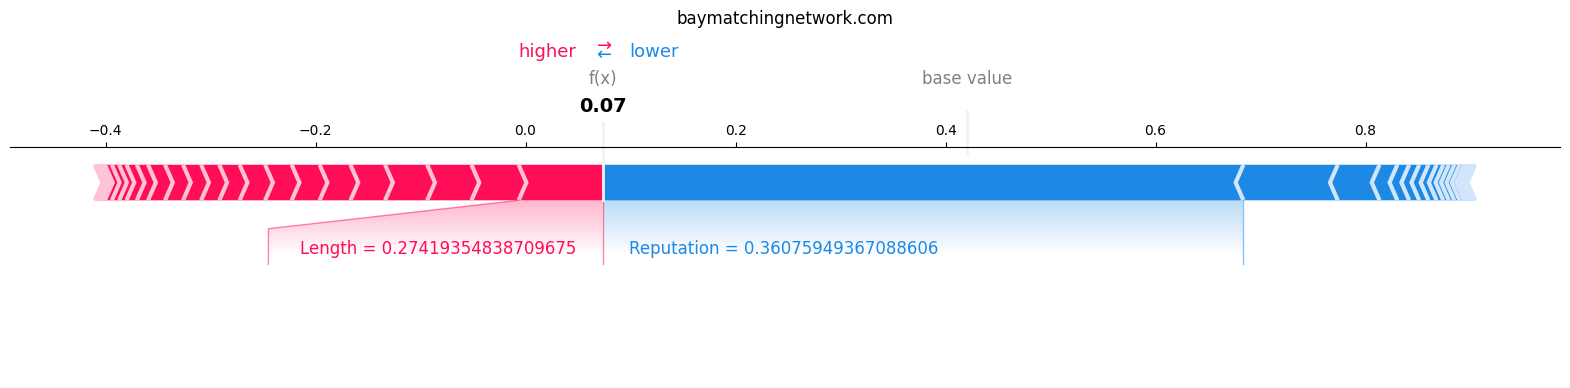 baymatchingnetwork.com
higher ⇄ lower
f(x) base value
0.07
−0.4 −0.2 0.0 0.2 0.4 0.6 0.8
Length = 0.27419354838709675 Reputation = 0.36075949367088606